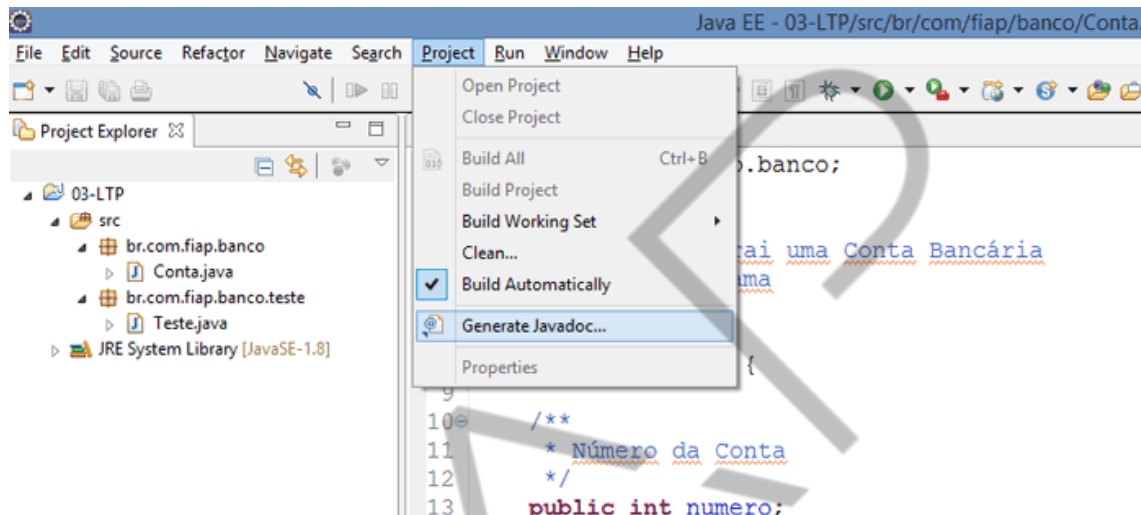 Java EE - 03-LTP/src/br/com/fiap/banco/Conta.
File Edit Source Refactor Navigate Search Project Run Window Help
Project Explorer
03-LTP
src
br.com.fiap.banco
Conta.java
br.com.fiap.banco.teste
Teste.java
JRE System Library [JavaSE-1.8]
Open Project
Close Project
Build All Ctrl+B
Build Project
Build Working Set
Clean...
Build Automatically
Generate Javadoc...
Properties
.banco;
rai uma Conta Bancária
{
9
10 /**
11 * Número da Conta
12 */
13 public int numero;